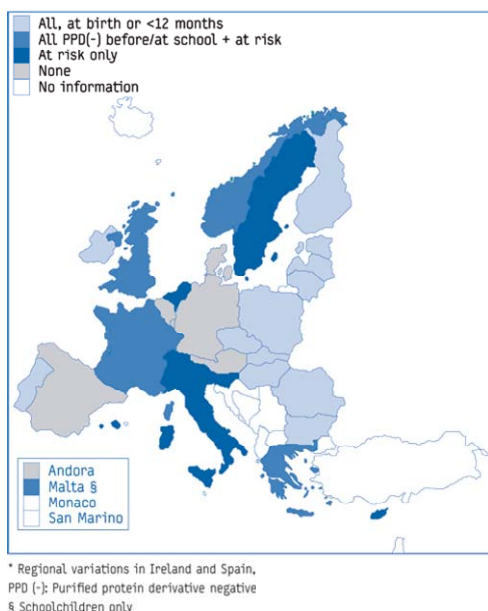 All, at birth or <12 months
All PPD(-) before/at school + at risk
At risk only
None
No information
Andora
Malta §
Monaco
San Marino
* Regional variations in Ireland and Spain.
PPD (-): Purified protein derivative negative
§ Schoolchildren only